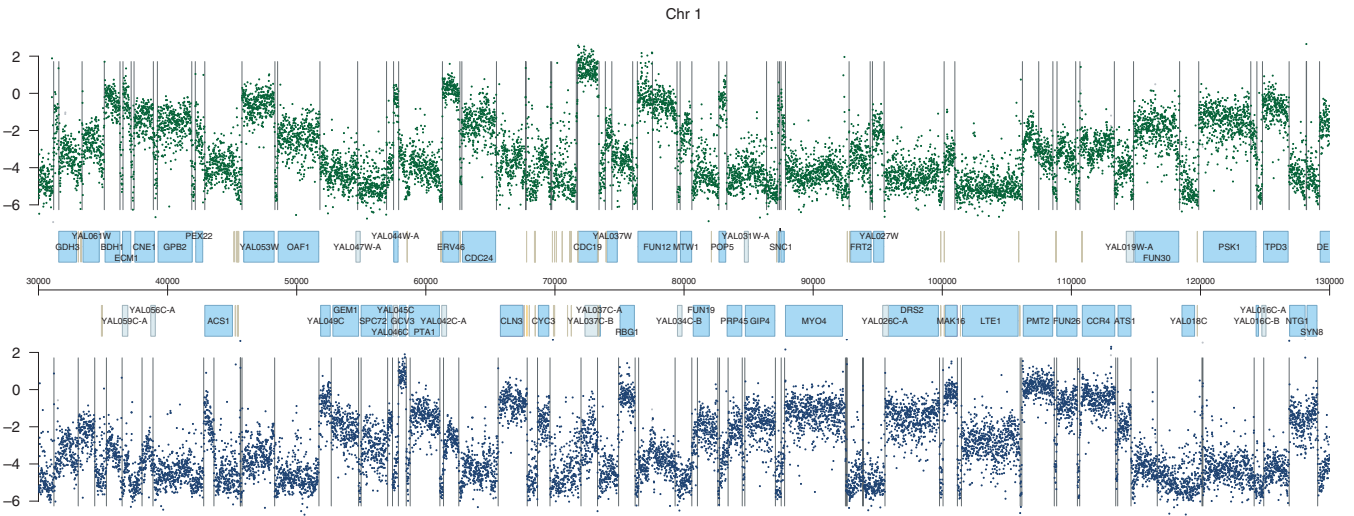 Chr 1
2
0
−2
−4
−6
YAL061W PEX22 YAL044W-A YAL037W YAL031W-A YAL027W
GDH3 BDH1 CNE1 GPB2 YAL053W OAF1 ERV46 CDC19 FUN12 MTW1 POP5 SNC1 FRT2 PSK1 TPD3 DE
YAL047W-A YAL019W-A
ECM1 CDC24 FUN30
30000 40000 50000 60000 70000 80000 90000 100000 110000 120000 130000
YAL056C-A GEM1 YAL045C YAL037C-A FUN19 DRS2 YAL016C-A
YAL059C-A ACS1 YAL049C SPC72 GCV3 YAL042C-A CLN3 CYC3 YAL037C-B YAL034C-B PRP45 GIP4 MYO4 YAL026C-A MAK16 LTE1 PMT2 FUN26 CCR4 ATS1 YAL018C YAL016C-B NTG1
YAL046C PTA1 RBG1 SYN8
2
0
−2
−4
−6